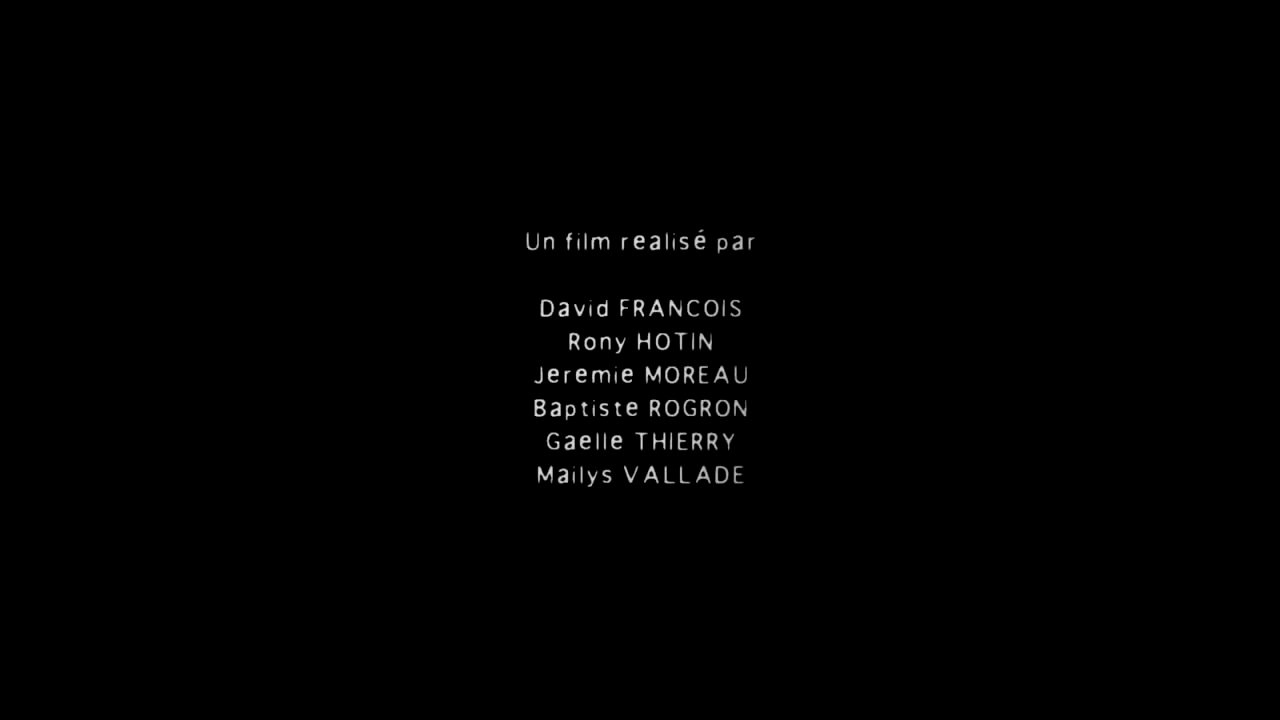 Un film realisé par
David FRANCOIS
Rony HOTIN
Jeremie MOREAU
Baptiste ROGRON
Gaelle THIERRY
Mailys VALLADE